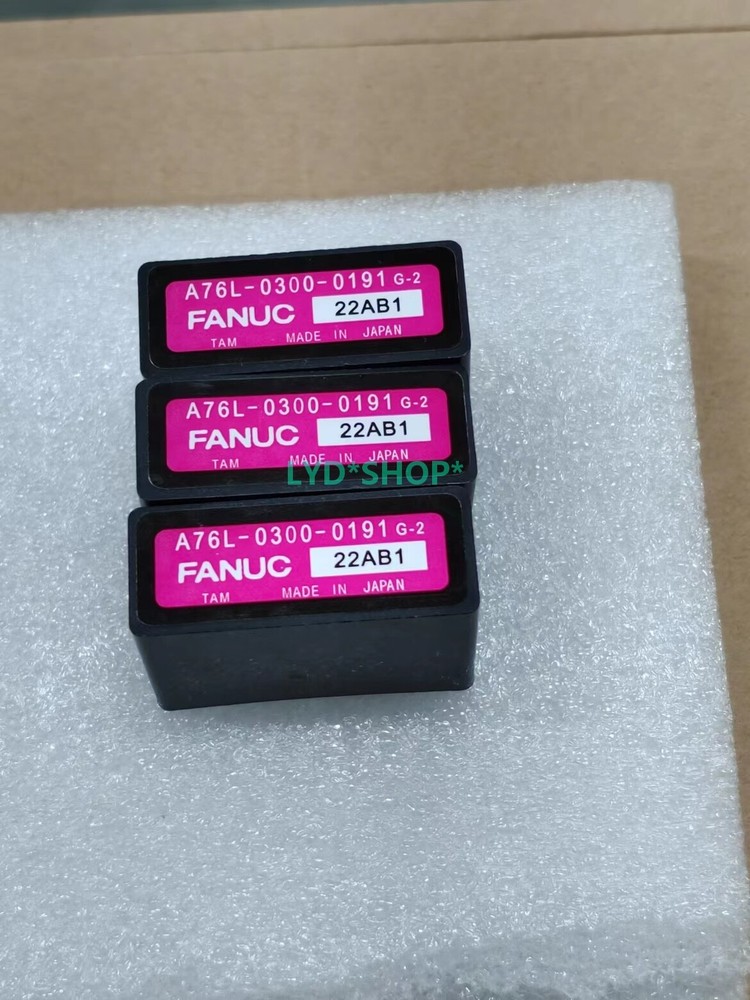 A76L-0300-0191 G-2
FANUC 22AB1
TAM MADE IN JAPAN
A76L-0300-0191 G-2
FANUC 22AB1
TAM MADE IN JAPAN
LYD*SHOP*
A76L-0300-0191 G-2
FANUC 22AB1
TAM MADE IN JAPAN